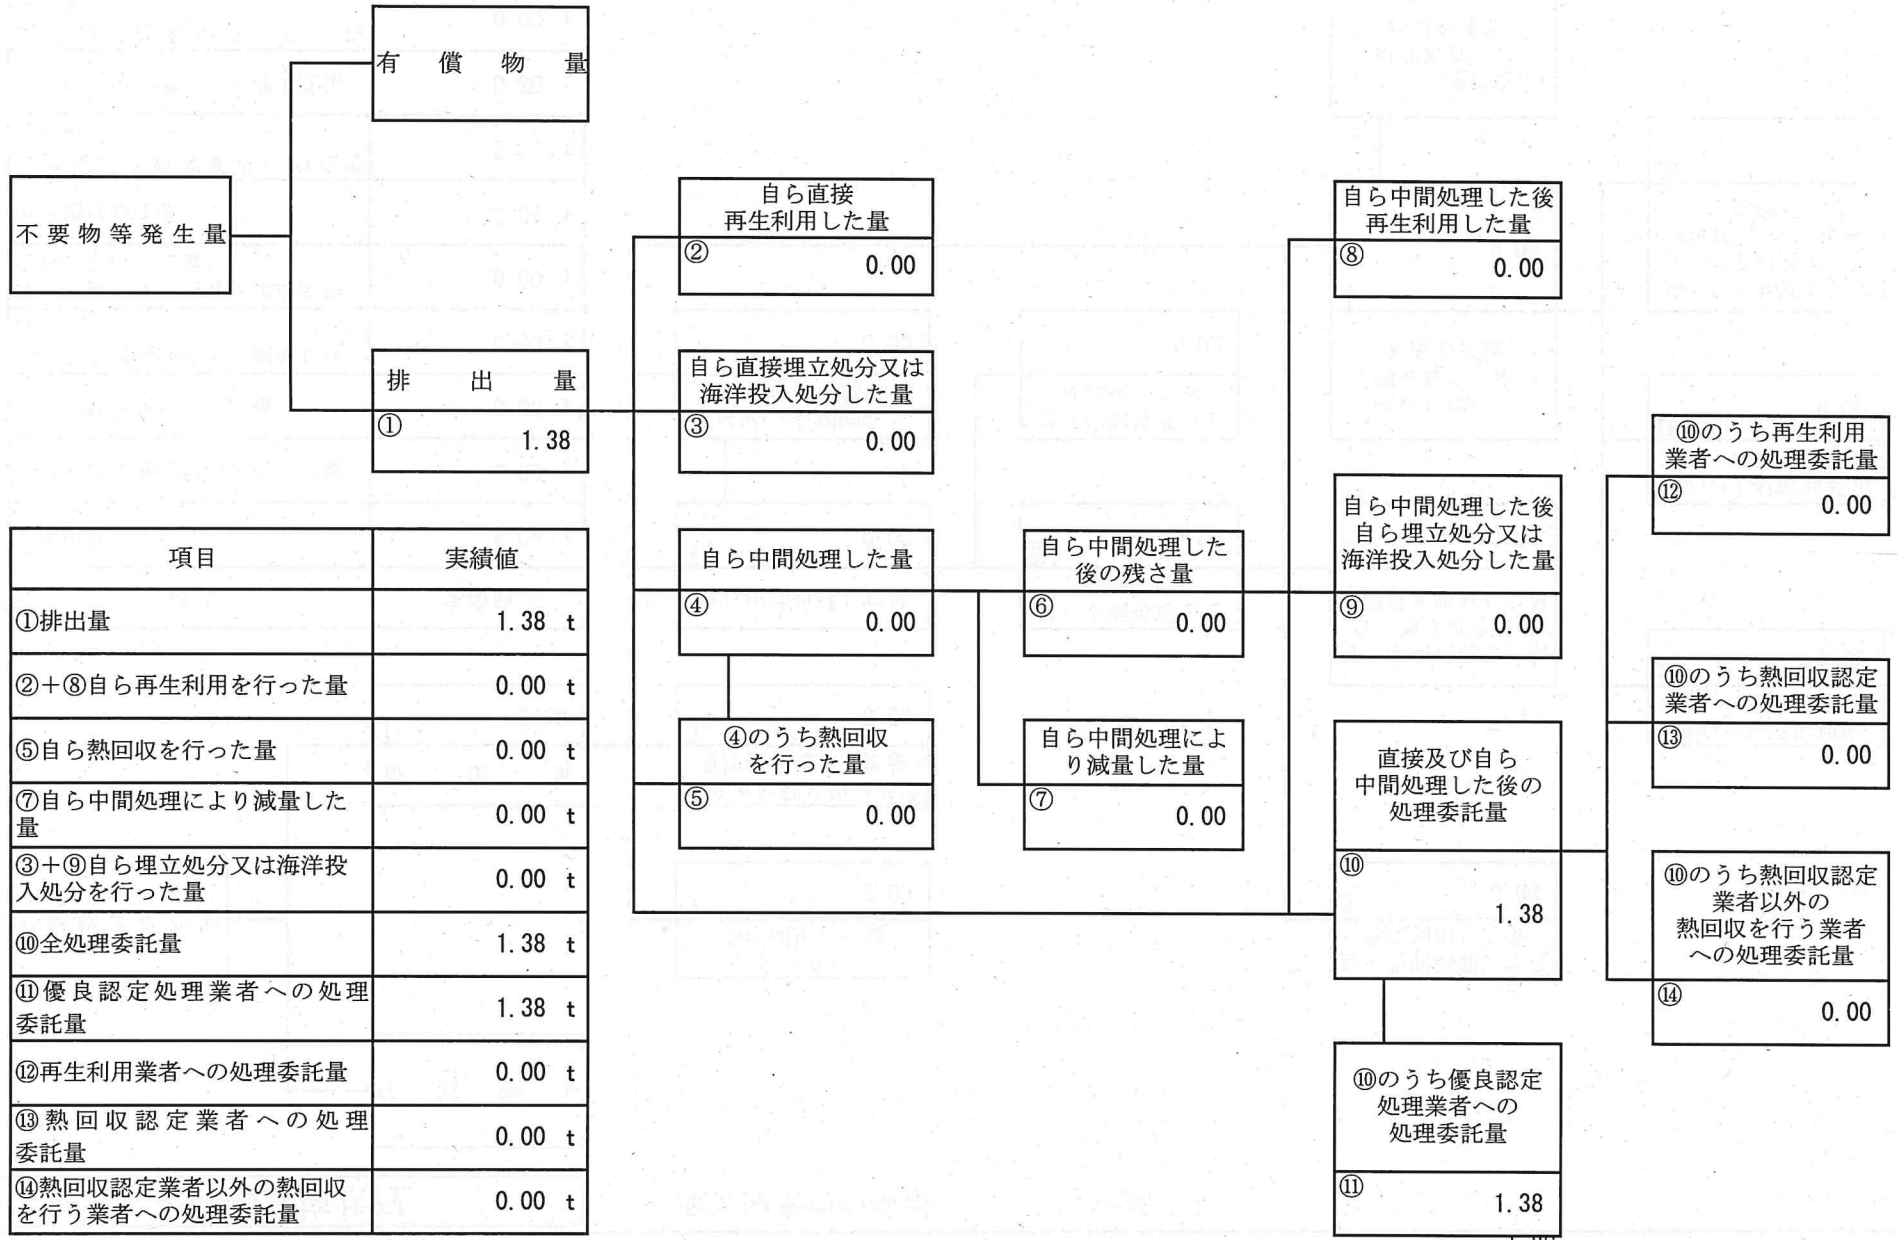 有償物量
不要物等発生量
排出量
①
1.38
自ら直接
再生利用した量
②
0.00
自ら直接埋立処分又は
海洋投入処分した量
③
0.00
自ら中間処理した量
④
0.00
④のうち熱回収
を行った量
⑤
0.00
自ら中間処理した
後の残さ量
⑥
0.00
自ら中間処理によ
り減量した量
⑦
0.00
自ら中間処理した後
再生利用した量
⑧
0.00
自ら中間処理した後
自ら埋立処分又は
海洋投入処分した量
⑨
0.00
直接及び自ら
中間処理した後の
処理委託量
⑩
1.38
⑩のうち優良認定
処理業者への
処理委託量
⑪
1.38
⑩のうち再生利用
業者への処理委託量
⑫
0.00
⑩のうち熱回収認定
業者への処理委託量
⑬
0.00
⑩のうち熱回収認定
業者以外の
熱回収を行う業者
への処理委託量
⑭
0.00
項目 実績値
①排出量 1.38 t
②+⑧自ら再生利用を行った量 0.00 t
⑤自ら熱回収を行った量 0.00 t
⑦自ら中間処理により減量した
量 0.00 t
③+⑨自ら埋立処分又は海洋投
入処分を行った量 0.00 t
⑩全処理委託量 1.38 t
⑪優良認定処理業者への処理
委託量 1.38 t
⑫再生利用業者への処理委託量 0.00 t
⑬熱回収認定業者への処理
委託量 0.00 t
⑭熱回収認定業者以外の熱回収
を行う業者への処理委託量 0.00 t